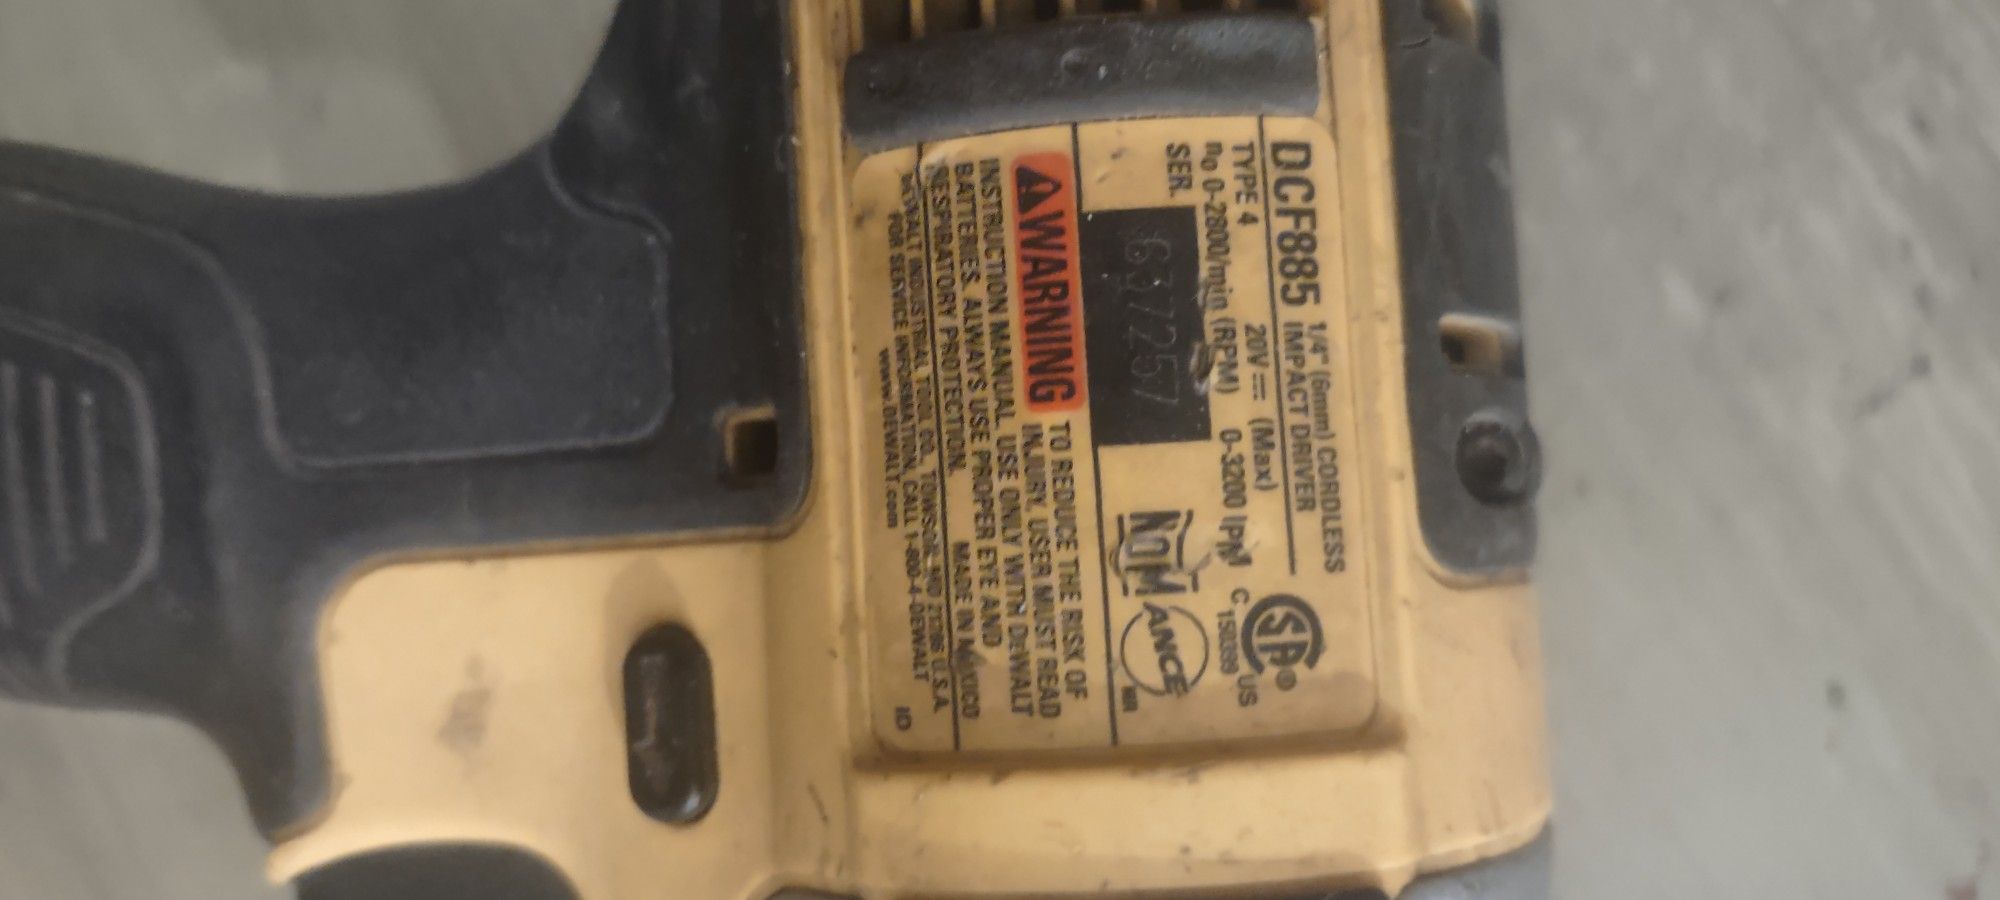 DCF885 1/4" (6mm) CORDLESS
IMPACT DRIVER
TYPE 4 20V (Max)
n0 0-2800/min (RPM) 0-3200 IPM
SER. 637257
CSA® C US
150399
NOM ANCE
WARNING TO REDUCE THE RISK OF
INJURY, USER MUST READ
INSTRUCTION MANUAL. USE ONLY WITH DeWALT
BATTERIES. ALWAYS USE PROPER EYE AND
RESPIRATORY PROTECTION. MADE IN MEXICO
DeWALT INDUSTRIAL TOOL CO., TOWSON, MD 21286 U.S.A.
FOR SERVICE INFORMATION, CALL 1-800-4-DEWALT
www.DEWALT.com ID